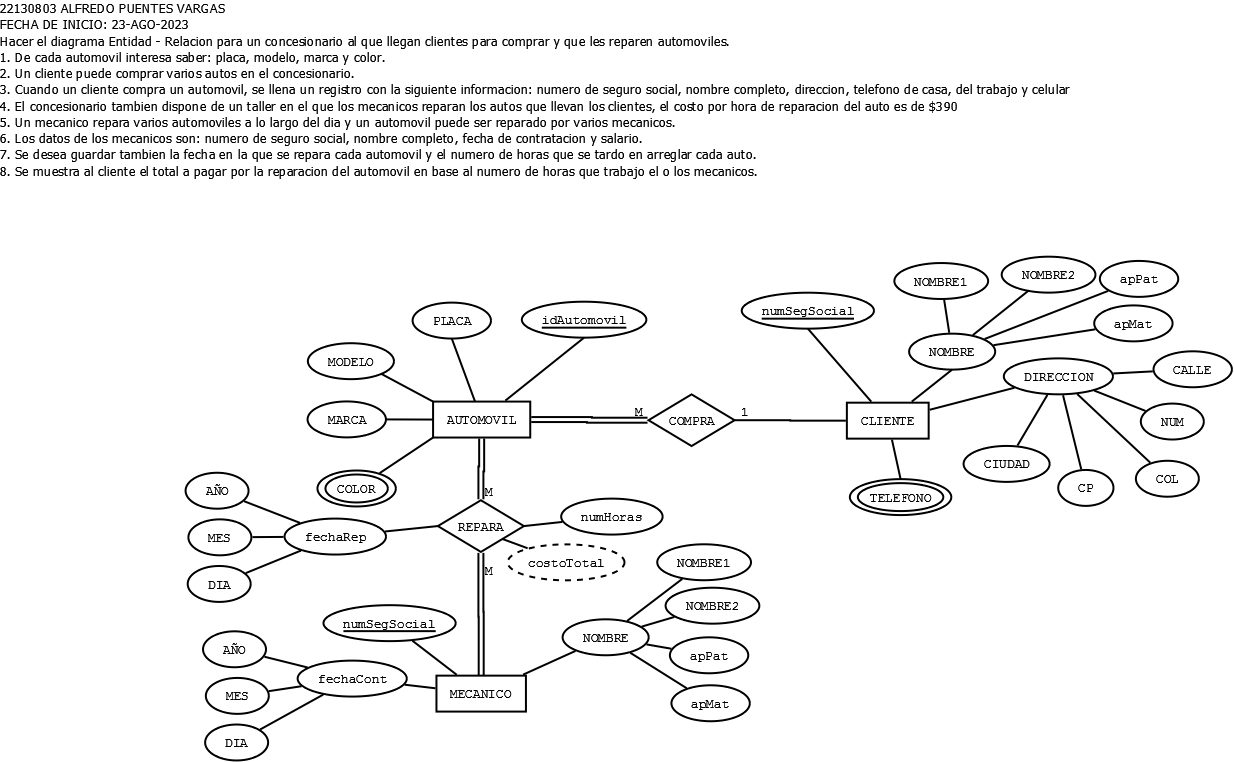 22130803 ALFREDO PUENTES VARGAS
FECHA DE INICIO: 23-AGO-2023
Hacer el diagrama Entidad - Relacion para un concesionario al que llegan clientes para comprar y que les reparen automoviles.
1. De cada automovil interesa saber: placa, modelo, marca y color.
2. Un cliente puede comprar varios autos en el concesionario.
3. Cuando un cliente compra un automovil, se llena un registro con la siguiente informacion: numero de seguro social, nombre completo, direccion, telefono de casa, del trabajo y celular
4. El concesionario tambien dispone de un taller en el que los mecanicos reparan los autos que llevan los clientes, el costo por hora de reparacion del auto es de $390
5. Un mecanico repara varios automoviles a lo largo del dia y un automovil puede ser reparado por varios mecanicos.
6. Los datos de los mecanicos son: numero de seguro social, nombre completo, fecha de contratacion y salario.
7. Se desea guardar tambien la fecha en la que se repara cada automovil y el numero de horas que se tardo en arreglar cada auto.
8. Se muestra al cliente el total a pagar por la reparacion del automovil en base al numero de horas que trabajo el o los mecanicos.
NOMBRE1
NOMBRE2
apPat
numSegSocial
PLACA
idAutomovil
apMat
NOMBRE
MODELO
DIRECCION
CALLE
MARCA
AUTOMOVIL
M
COMPRA
1
CLIENTE
NUM
CIUDAD
COL
COLOR
CP
TELEFONO
AÑO
M
numHoras
REPARA
MES
fechaRep
costoTotal
NOMBRE1
M
DIA
NOMBRE2
numSegSocial
NOMBRE
AÑO
apPat
fechaCont
MES
MECANICO
apMat
DIA